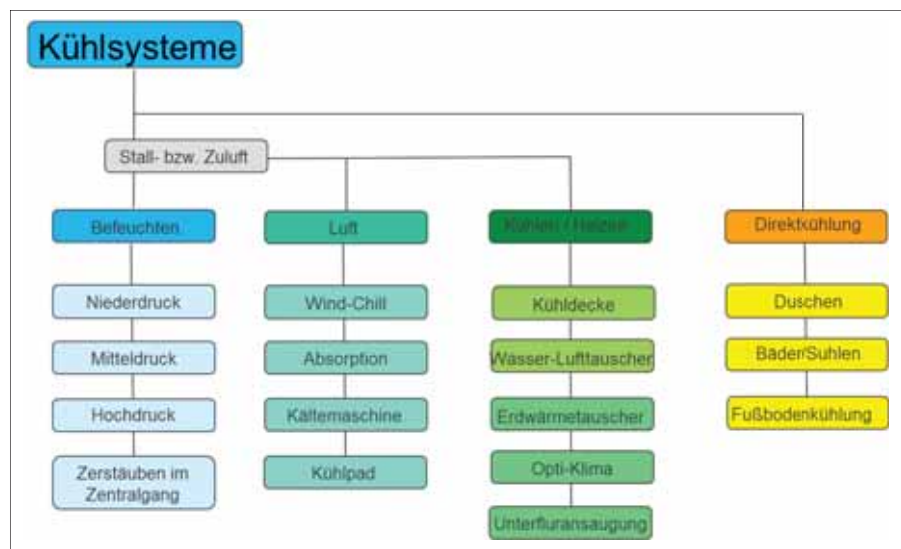 Kühlsysteme
Stall- bzw. Zuluft
Befeuchten
Niederdruck
Mitteldruck
Hochdruck
Zerstäuben im
Zentralgang
Luft
Wind-Chill
Absorption
Kältemaschine
Kühlpad
Kühlen / Heizen
Kühldecke
Wasser-Lufttauscher
Erdwärmetauscher
Opti-Klima
Unterfluransaugung
Direktkühlung
Duschen
Bäder/Suhlen
Fußbodenkühlung